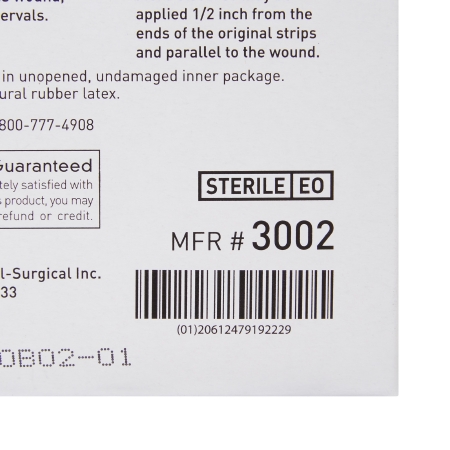 ervals.
applied 1/2 inch from the
ends of the original strips
and parallel to the wound.
in unopened, undamaged inner package.
ural rubber latex.
800-777-4908
Guaranteed
tely satisfied with
product, you may
refund or credit.
STERILE EO
MFR # 3002
l-Surgical Inc.
33
(01)20612479192229
0B02-01